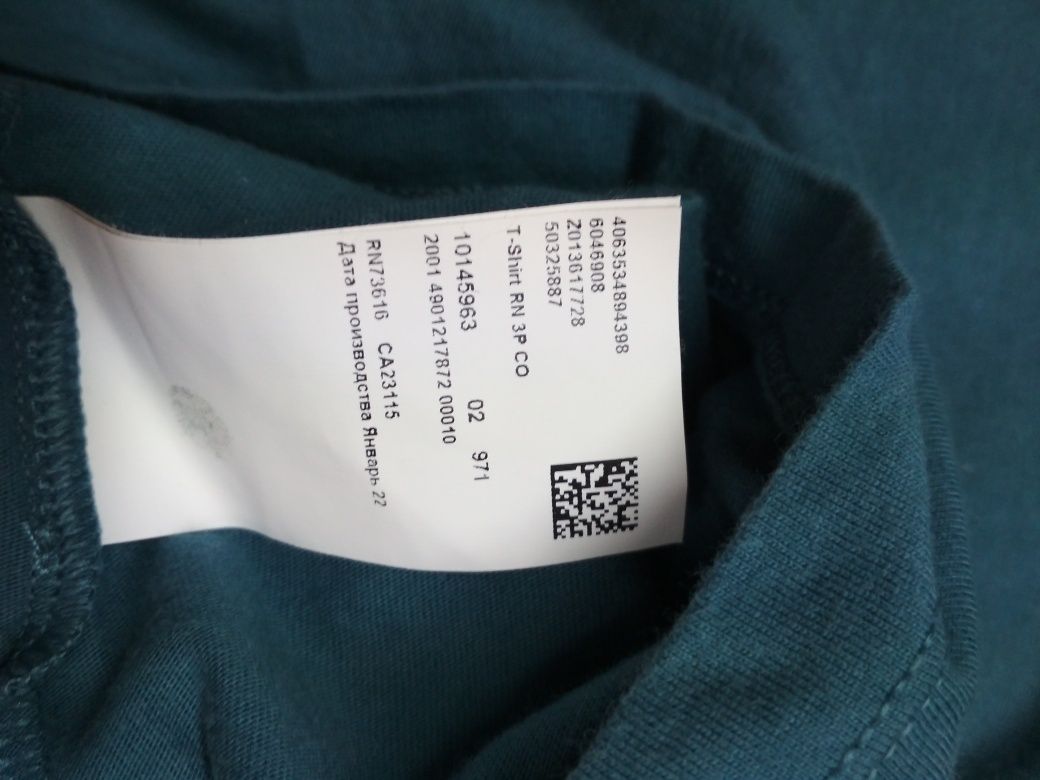 4063534894398
6046908
Z013617728
50325887
T-Shirt RN 3P CO
10145963 02 971
2001 4901217872 00010
RN73616 CA23115
Дата производства Январь 22